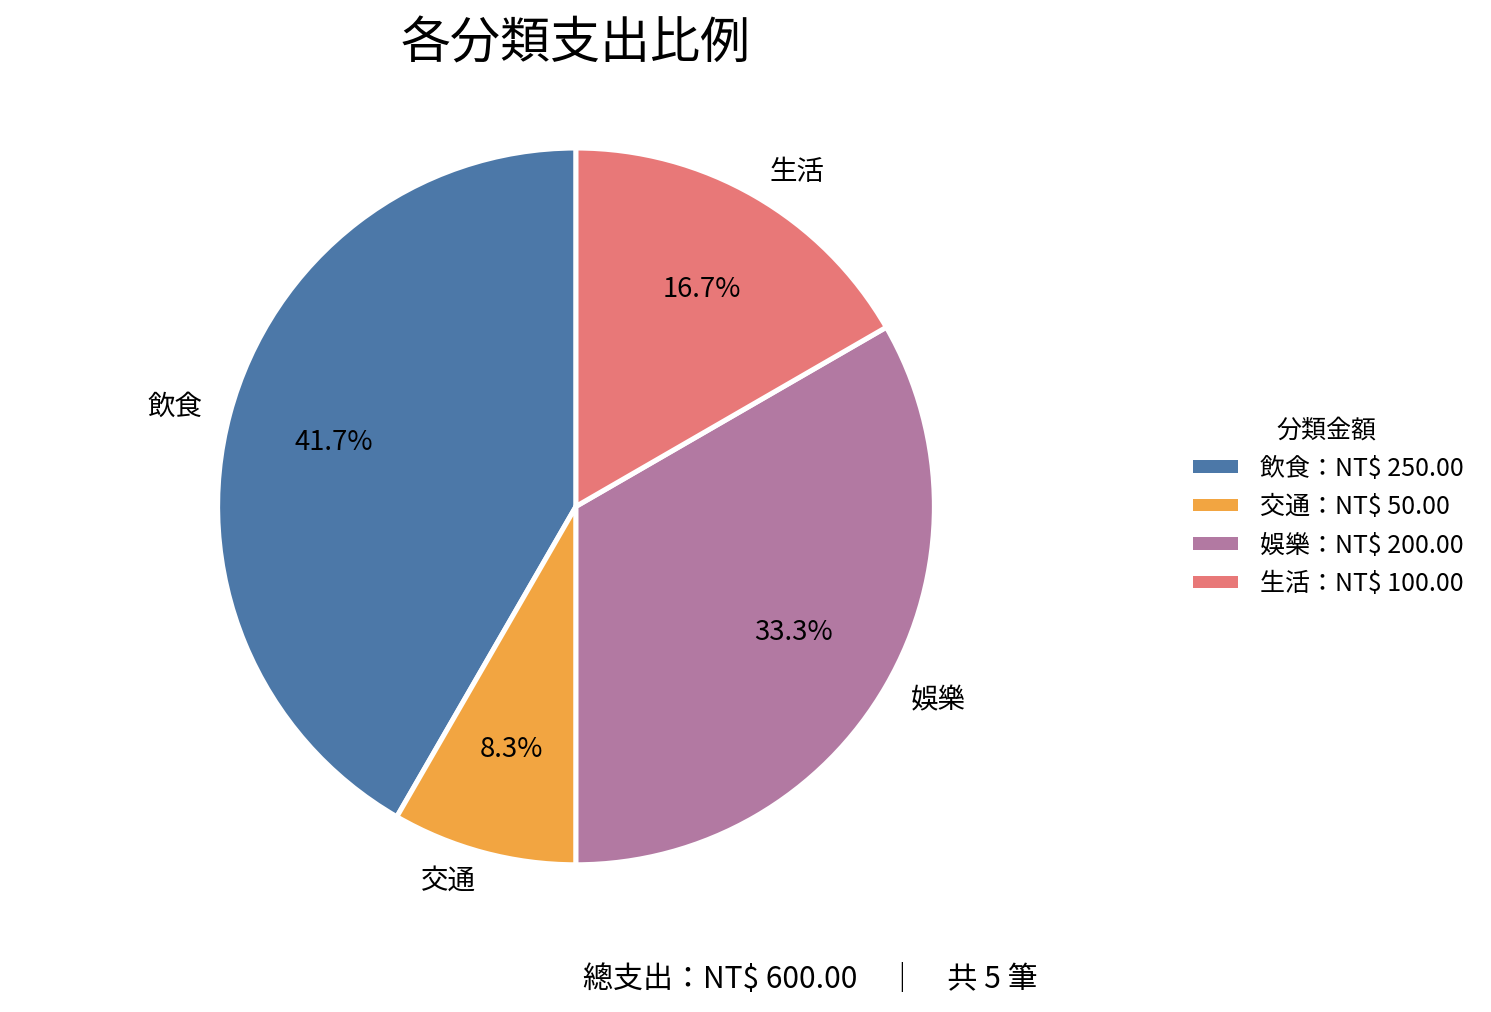 各分類支出比例
生活
16.7%
飲食
41.7%
33.3%
娛樂
8.3%
交通
分類金額
飲食：NT$ 250.00
交通：NT$ 50.00
娛樂：NT$ 200.00
生活：NT$ 100.00
總支出：NT$ 600.00　｜　共 5 筆